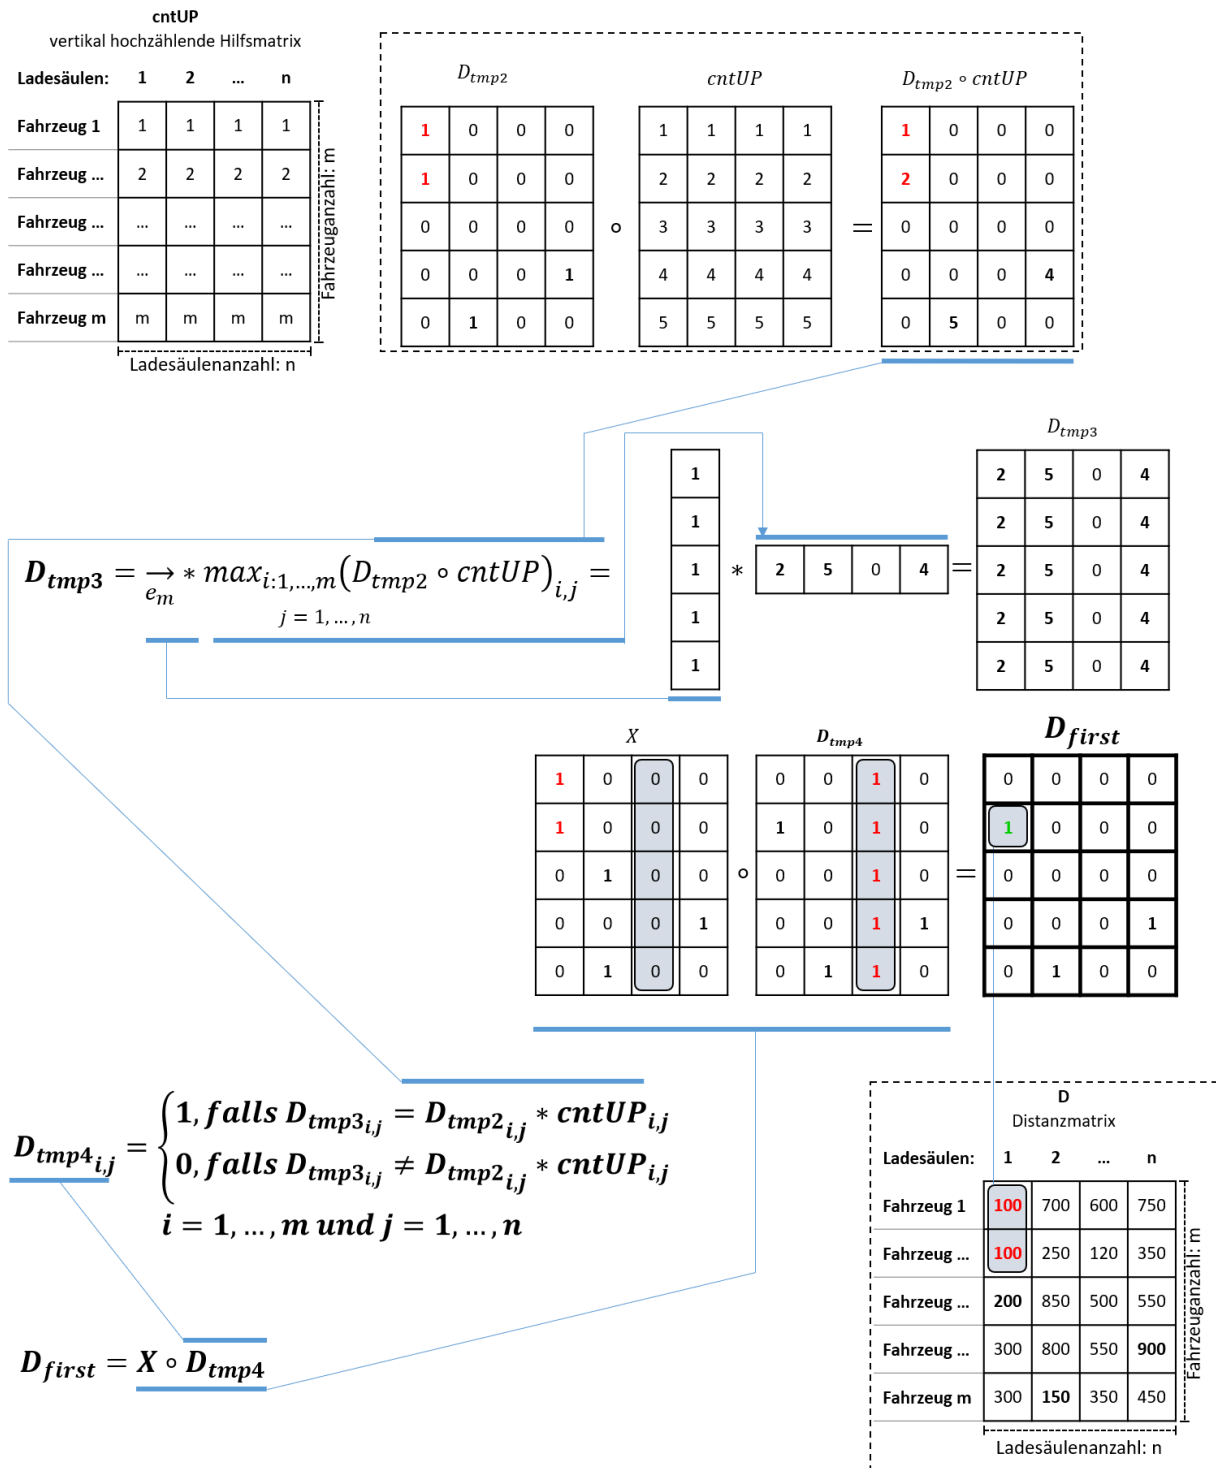 cntUP
vertikal hochzählende Hilfsmatrix
Ladesäulen: 1 2 ... n
Fahrzeug 1 1 1 1 1
Fahrzeug ... 2 2 2 2
Fahrzeug ... ... ... ... ...
Fahrzeug ... ... ... ... ...
Fahrzeug m m m m m
Fahrzeuganzahl: m
Ladesäulenanzahl: n
D_tmp2 cntUP D_tmp2 ∘ cntUP
1 0 0 0 1 1 1 1 1 0 0 0
1 0 0 0 2 2 2 2 2 0 0 0
0 0 0 0 ∘ 3 3 3 3 = 0 0 0 0
0 0 0 1 4 4 4 4 0 0 0 4
0 1 0 0 5 5 5 5 0 5 0 0
D_tmp3
1 2 5 0 4
1 2 5 0 4
D_tmp3 = →e_m * max_i:1,...,m (D_tmp2 ∘ cntUP)_i,j = 1 * 2 5 0 4 = 2 5 0 4
j = 1, ..., n
1 2 5 0 4
1 2 5 0 4
X D_tmp4 D_first
1 0 0 0 0 0 1 0 0 0 0 0
1 0 0 0 1 0 1 0 1 0 0 0
0 1 0 0 ∘ 0 0 1 0 = 0 0 0 0
0 0 0 1 0 0 1 1 0 0 0 1
0 1 0 0 0 1 1 0 0 1 0 0
D_tmp4_i,j = { 1, falls D_tmp3_i,j = D_tmp2_i,j * cntUP_i,j
0, falls D_tmp3_i,j ≠ D_tmp2_i,j * cntUP_i,j
i = 1, ..., m und j = 1, ..., n
D_first = X ∘ D_tmp4
D
Distanzmatrix
Ladesäulen: 1 2 ... n
Fahrzeug 1 100 700 600 750
Fahrzeug ... 100 250 120 350
Fahrzeug ... 200 850 500 550
Fahrzeug ... 300 800 550 900
Fahrzeug m 300 150 350 450
Fahrzeuganzahl: m
Ladesäulenanzahl: n